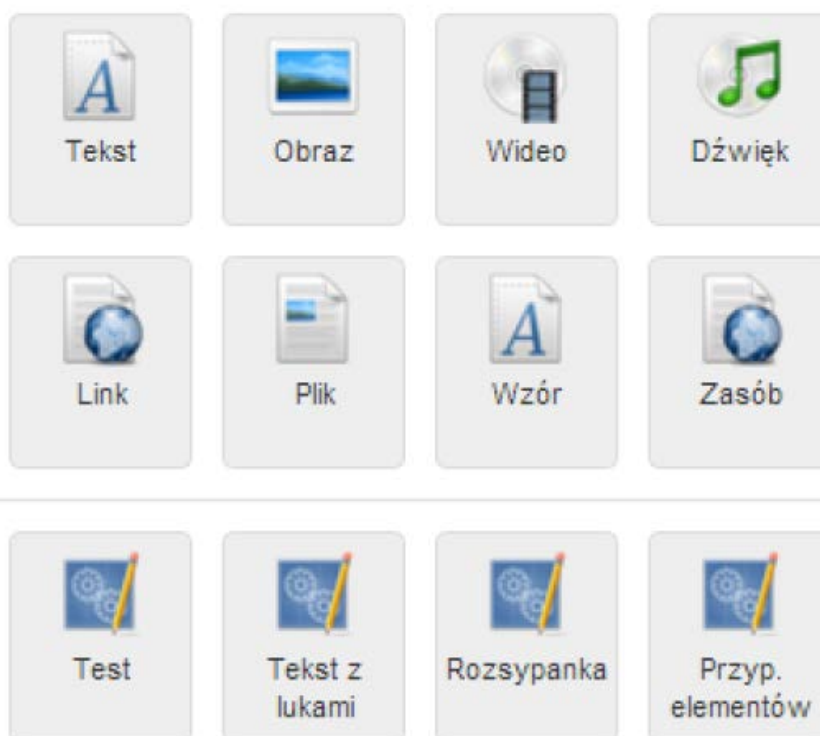 Tekst
Obraz
Wideo
Dźwięk
Link
Plik
Wzór
Zasób
Test
Tekst z
lukami
Rozsypanka
Przyp.
elementów